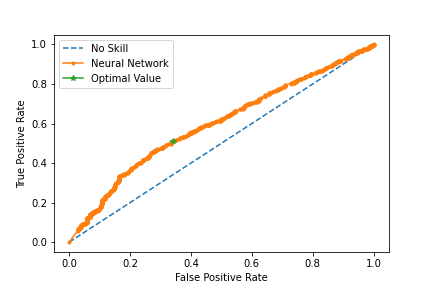 No Skill
Neural Network
Optimal Value
True Positive Rate
1.0
0.8
0.6
0.4
0.2
0.0
0.0 0.2 0.4 0.6 0.8 1.0
False Positive Rate